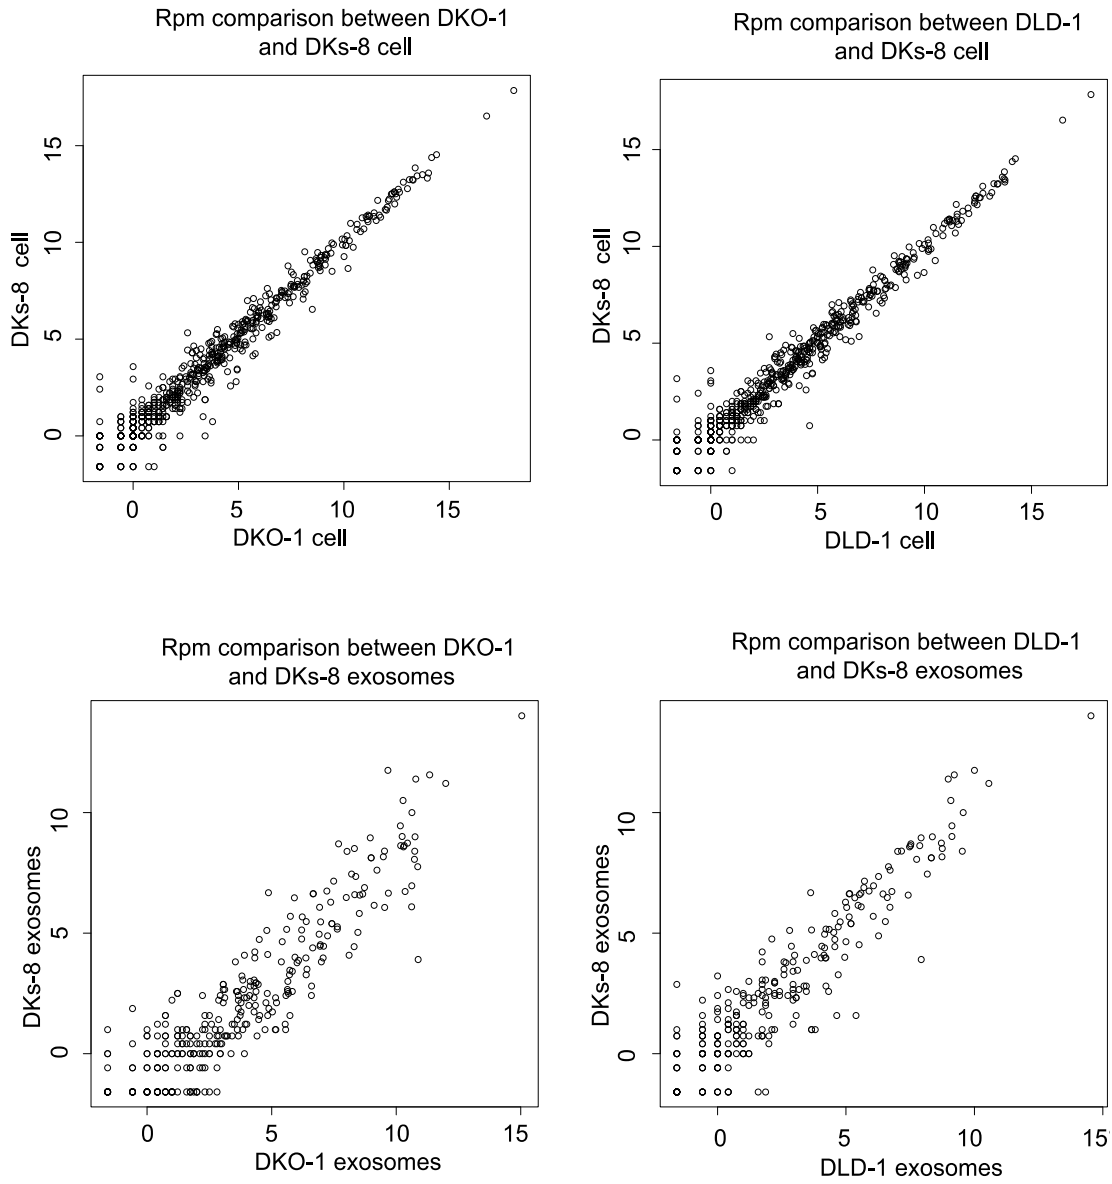 Rpm comparison between DKO-1
and DKs-8 cell
15
10
5
0
DKs-8 cell
0 5 10 15
DKO-1 cell
Rpm comparison between DLD-1
and DKs-8 cell
15
10
5
0
DKs-8 cell
0 5 10 15
DLD-1 cell
Rpm comparison between DKO-1
and DKs-8 exosomes
10
5
0
DKs-8 exosomes
0 5 10 15
DKO-1 exosomes
Rpm comparison between DLD-1
and DKs-8 exosomes
10
5
0
DKs-8 exosomes
0 5 10 15
DLD-1 exosomes